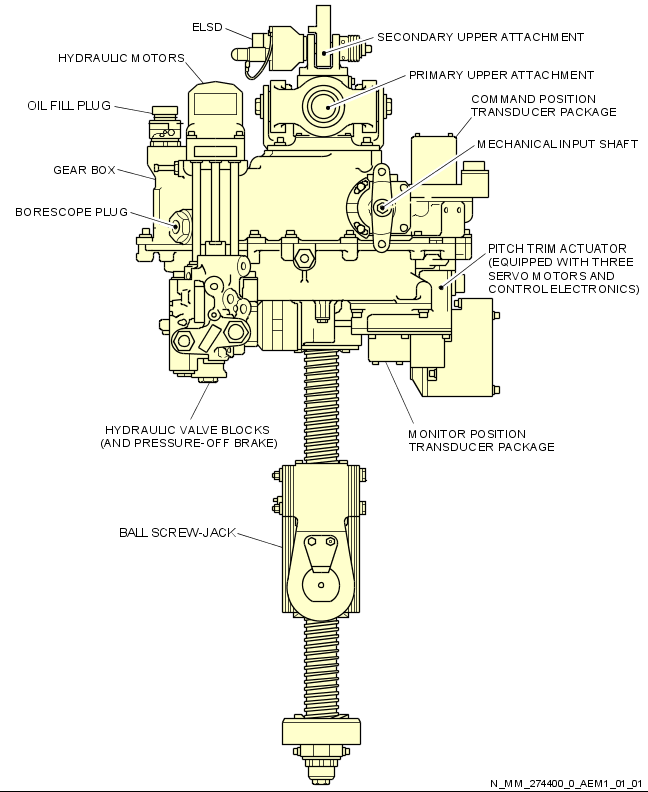 ELSD
SECONDARY UPPER ATTACHMENT
HYDRAULIC MOTORS
PRIMARY UPPER ATTACHMENT
OIL FILL PLUG
COMMAND POSITION
TRANSDUCER PACKAGE
MECHANICAL INPUT SHAFT
GEAR BOX
BORESCOPE PLUG
PITCH TRIM ACTUATOR
(EQUIPPED WITH THREE
SERVO MOTORS AND
CONTROL ELECTRONICS)
HYDRAULIC VALVE BLOCKS
(AND PRESSURE-OFF BRAKE)
MONITOR POSITION
TRANSDUCER PACKAGE
BALL SCREW-JACK
N_MM_274400_0_AEM1_01_01